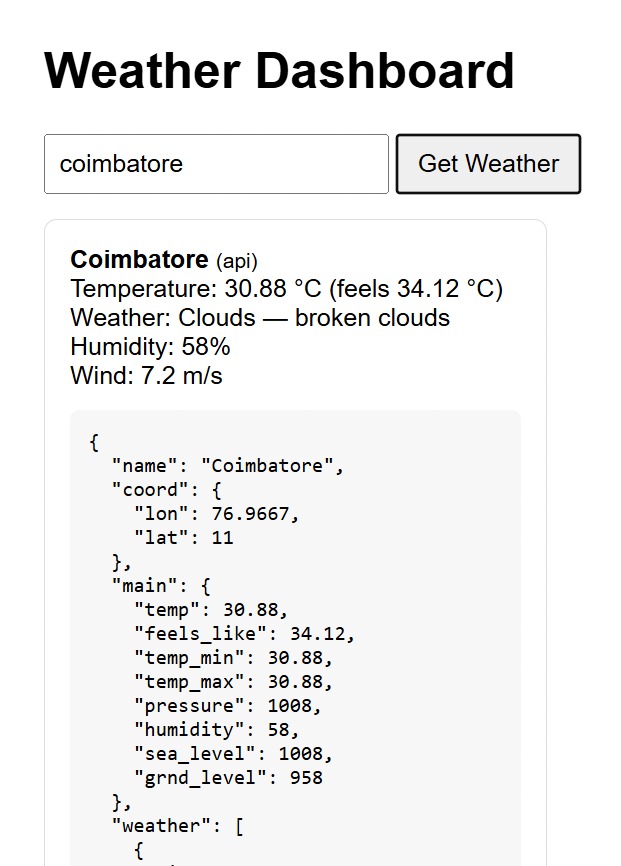 Weather Dashboard
coimbatore
Get Weather
Coimbatore (api)
Temperature: 30.88 °C (feels 34.12 °C)
Weather: Clouds — broken clouds
Humidity: 58%
Wind: 7.2 m/s
{
  "name": "Coimbatore",
  "coord": {
    "lon": 76.9667,
    "lat": 11
  },
  "main": {
    "temp": 30.88,
    "feels_like": 34.12,
    "temp_min": 30.88,
    "temp_max": 30.88,
    "pressure": 1008,
    "humidity": 58,
    "sea_level": 1008,
    "grnd_level": 958
  },
  "weather": [
    {